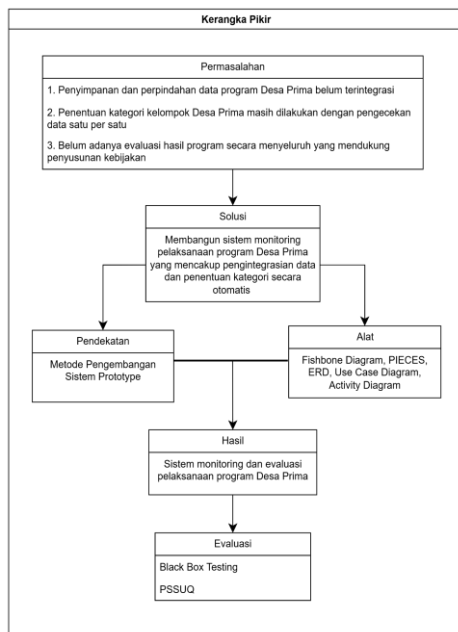 Kerangka Pikir
Permasalahan
1. Penyimpanan dan perpindahan data program Desa Prima belum terintegrasi
2. Penentuan kategori kelompok Desa Prima masih dilakukan dengan pengecekan
data satu per satu
3. Belum adanya evaluasi hasil program secara menyeluruh yang mendukung
penyusunan kebijakan
Solusi
Membangun sistem monitoring
pelaksanaan program Desa Prima
yang mencakup pengintegrasian data
dan penentuan kategori secara
otomatis
Pendekatan
Metode Pengembangan
Sistem Prototype
Alat
Fishbone Diagram, PIECES,
ERD, Use Case Diagram,
Activity Diagram
Hasil
Sistem monitoring dan evaluasi
pelaksanaan program Desa Prima
Evaluasi
Black Box Testing
PSSUQ